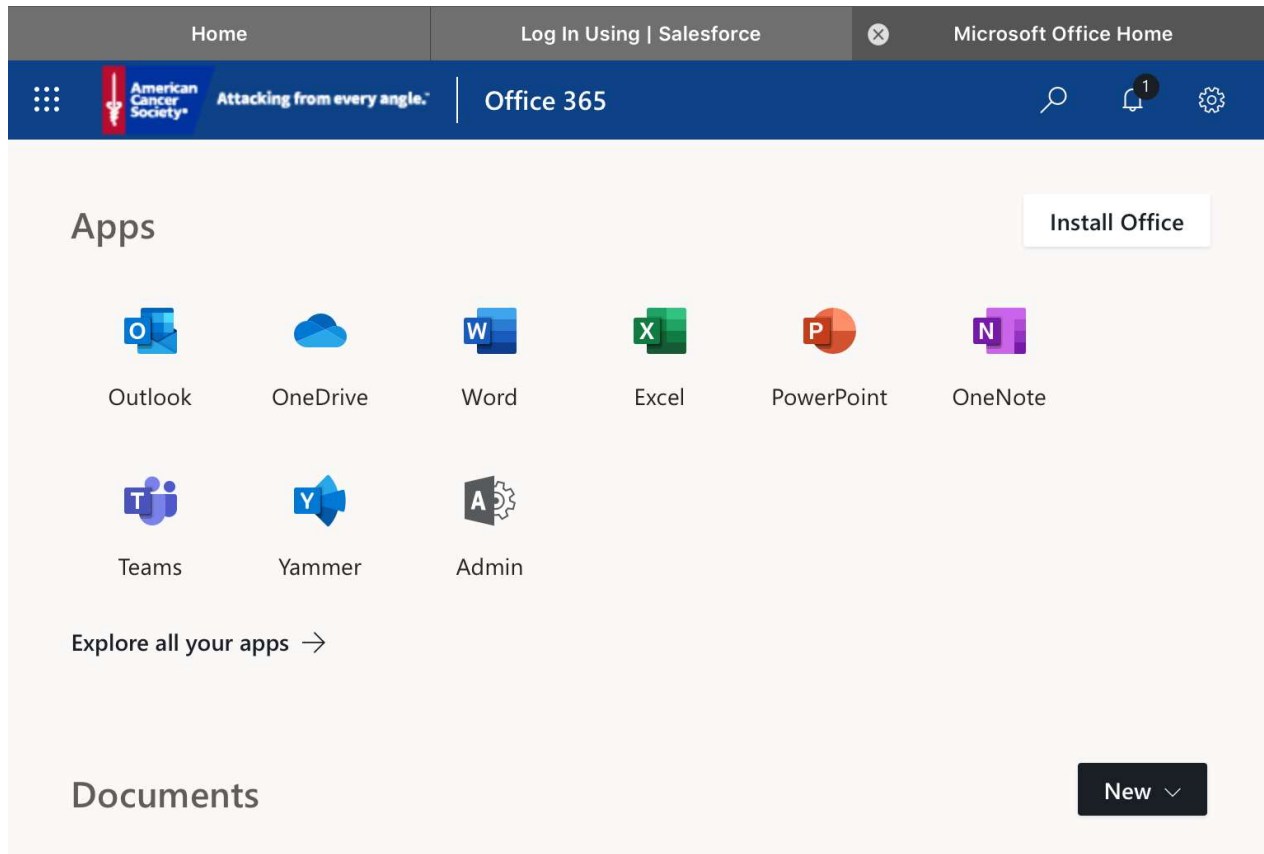 Home Log In Using | Salesforce Microsoft Office Home
American
Cancer
Society®
Attacking from every angle.™
Office 365
1
Apps
Install Office
O W X P N
Outlook OneDrive Word Excel PowerPoint OneNote
T Y A
Teams Yammer Admin
Explore all your apps →
Documents
New